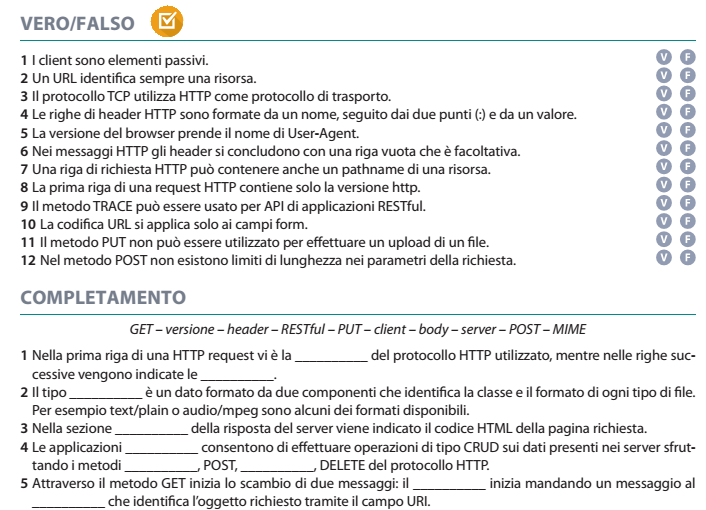 VERO/FALSO
1 I client sono elementi passivi. V F
2 Un URL identifica sempre una risorsa. V F
3 Il protocollo TCP utilizza HTTP come protocollo di trasporto. V F
4 Le righe di header HTTP sono formate da un nome, seguito dai due punti (:) e da un valore. V F
5 La versione del browser prende il nome di User-Agent. V F
6 Nei messaggi HTTP gli header si concludono con una riga vuota che è facoltativa. V F
7 Una riga di richiesta HTTP può contenere anche un pathname di una risorsa. V F
8 La prima riga di una request HTTP contiene solo la versione http. V F
9 Il metodo TRACE può essere usato per API di applicazioni RESTful. V F
10 La codifica URL si applica solo ai campi form. V F
11 Il metodo PUT non può essere utilizzato per effettuare un upload di un file. V F
12 Nel metodo POST non esistono limiti di lunghezza nei parametri della richiesta. V F
COMPLETAMENTO
GET – versione – header – RESTful – PUT – client – body – server – POST – MIME
1 Nella prima riga di una HTTP request vi è la __________ del protocollo HTTP utilizzato, mentre nelle righe suc-
cessive vengono indicate le __________.
2 Il tipo __________ è un dato formato da due componenti che identifica la classe e il formato di ogni tipo di file.
Per esempio text/plain o audio/mpeg sono alcuni dei formati disponibili.
3 Nella sezione __________ della risposta del server viene indicato il codice HTML della pagina richiesta.
4 Le applicazioni __________ consentono di effettuare operazioni di tipo CRUD sui dati presenti nei server sfrut-
tando i metodi __________, POST, __________, DELETE del protocollo HTTP.
5 Attraverso il metodo GET inizia lo scambio di due messaggi: il __________ inizia mandando un messaggio al
__________ che identifica l'oggetto richiesto tramite il campo URI.